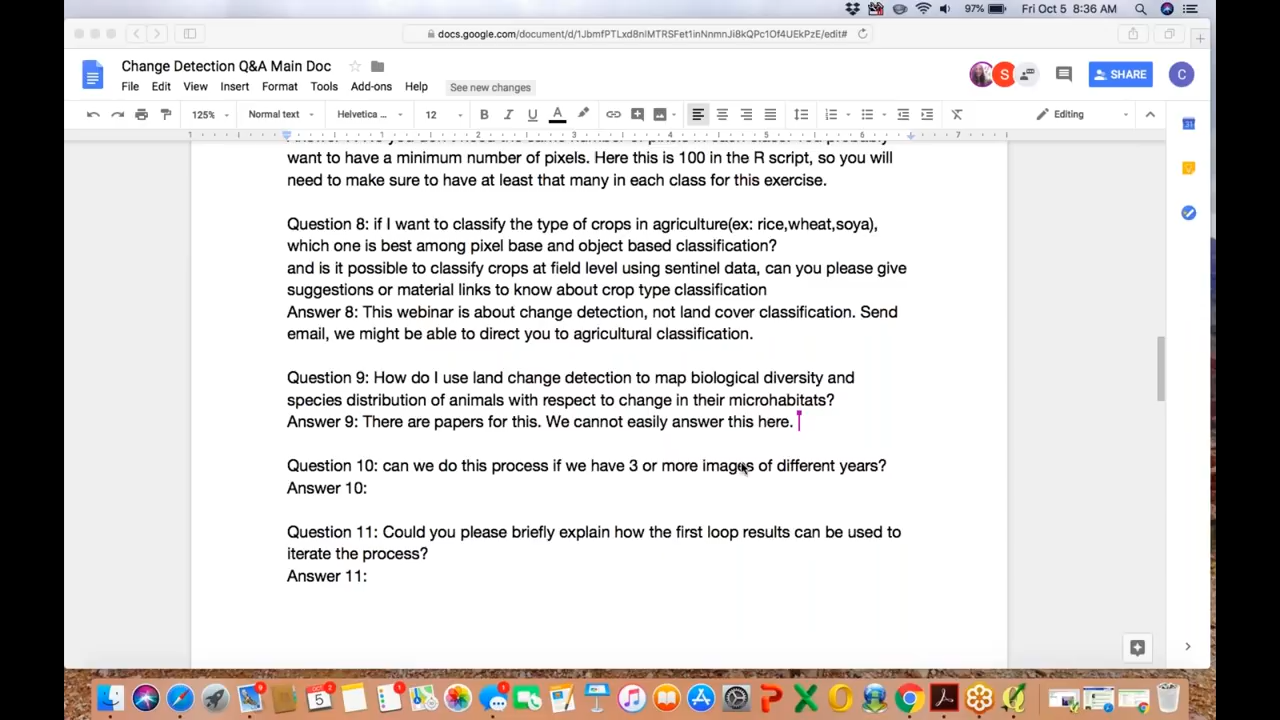 97% Fri Oct 5 8:36 AM
docs.google.com/document/d/1JbmfPTLxd8nIMTRSFet1inNnmnJi8kQPc1Of4UEkPzE/edit#
Change Detection Q&A Main Doc
S
SHARE
C
File Edit View Insert Format Tools Add-ons Help See new changes
125% Normal text Helvetica ... 12 B I U A Editing
1 1 2 3 4 5 6 7
want to have a minimum number of pixels. Here this is 100 in the R script, so you will
need to make sure to have at least that many in each class for this exercise.
Question 8: if I want to classify the type of crops in agriculture(ex: rice,wheat,soya),
which one is best among pixel base and object based classification?
and is it possible to classify crops at field level using sentinel data, can you please give
suggestions or material links to know about crop type classification
Answer 8: This webinar is about change detection, not land cover classification. Send
email, we might be able to direct you to agricultural classification.
Question 9: How do I use land change detection to map biological diversity and
species distribution of animals with respect to change in their microhabitats?
Answer 9: There are papers for this. We cannot easily answer this here.
Question 10: can we do this process if we have 3 or more images of different years?
Answer 10:
Question 11: Could you please briefly explain how the first loop results can be used to
iterate the process?
Answer 11: